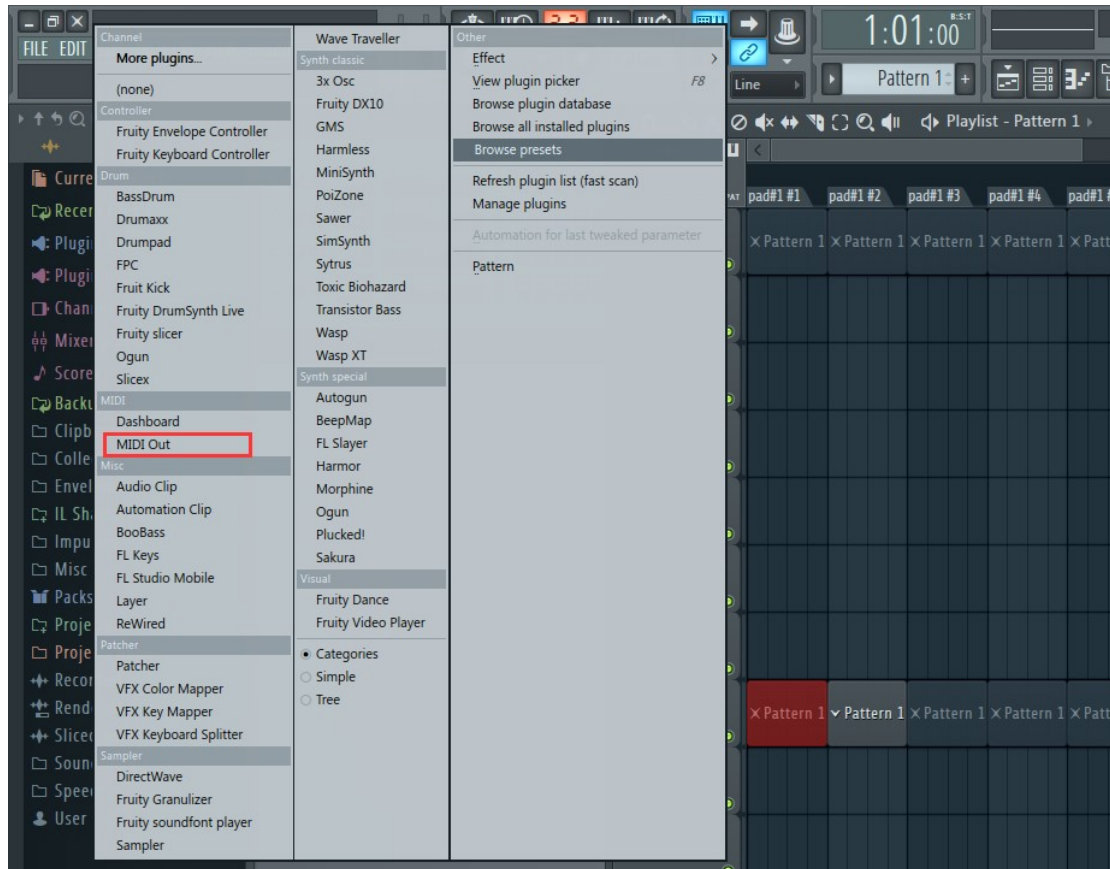 FILE EDIT
1:01:00
B:S:T
Line
Pattern 1
Playlist - Pattern 1
Channel
More plugins...
(none)
Controller
Fruity Envelope Controller
Fruity Keyboard Controller
Drum
BassDrum
Drumaxx
Drumpad
FPC
Fruit Kick
Fruity DrumSynth Live
Fruity slicer
Ogun
Slicex
MIDI
Dashboard
MIDI Out
Misc
Audio Clip
Automation Clip
BooBass
FL Keys
FL Studio Mobile
Layer
ReWired
Patcher
Patcher
VFX Color Mapper
VFX Key Mapper
VFX Keyboard Splitter
Sampler
DirectWave
Fruity Granulizer
Fruity soundfont player
Sampler
Wave Traveller
Synth classic
3x Osc
Fruity DX10
GMS
Harmless
MiniSynth
PoiZone
Sawer
SimSynth
Sytrus
Toxic Biohazard
Transistor Bass
Wasp
Wasp XT
Synth special
Autogun
BeepMap
FL Slayer
Harmor
Morphine
Ogun
Plucked!
Sakura
Visual
Fruity Dance
Fruity Video Player
Categories
Simple
Tree
Other
Effect
View plugin picker F8
Browse plugin database
Browse all installed plugins
Browse presets
Refresh plugin list (fast scan)
Manage plugins
Automation for last tweaked parameter
Pattern
Curre
Recer
Plugi
Plugi
Chan
Mixer
Score
Backu
Clipb
Colle
Envel
IL Sh
Impu
Misc
Packs
Proje
Proje
Recor
Rend
Slice
Soun
Spee
User
pad#1 #1 pad#1 #2 pad#1 #3 pad#1 #4 pad#1
Pattern 1 Pattern 1 Pattern 1 Pattern 1 Patt
Pattern 1 Pattern 1 Pattern 1 Pattern 1 Patt